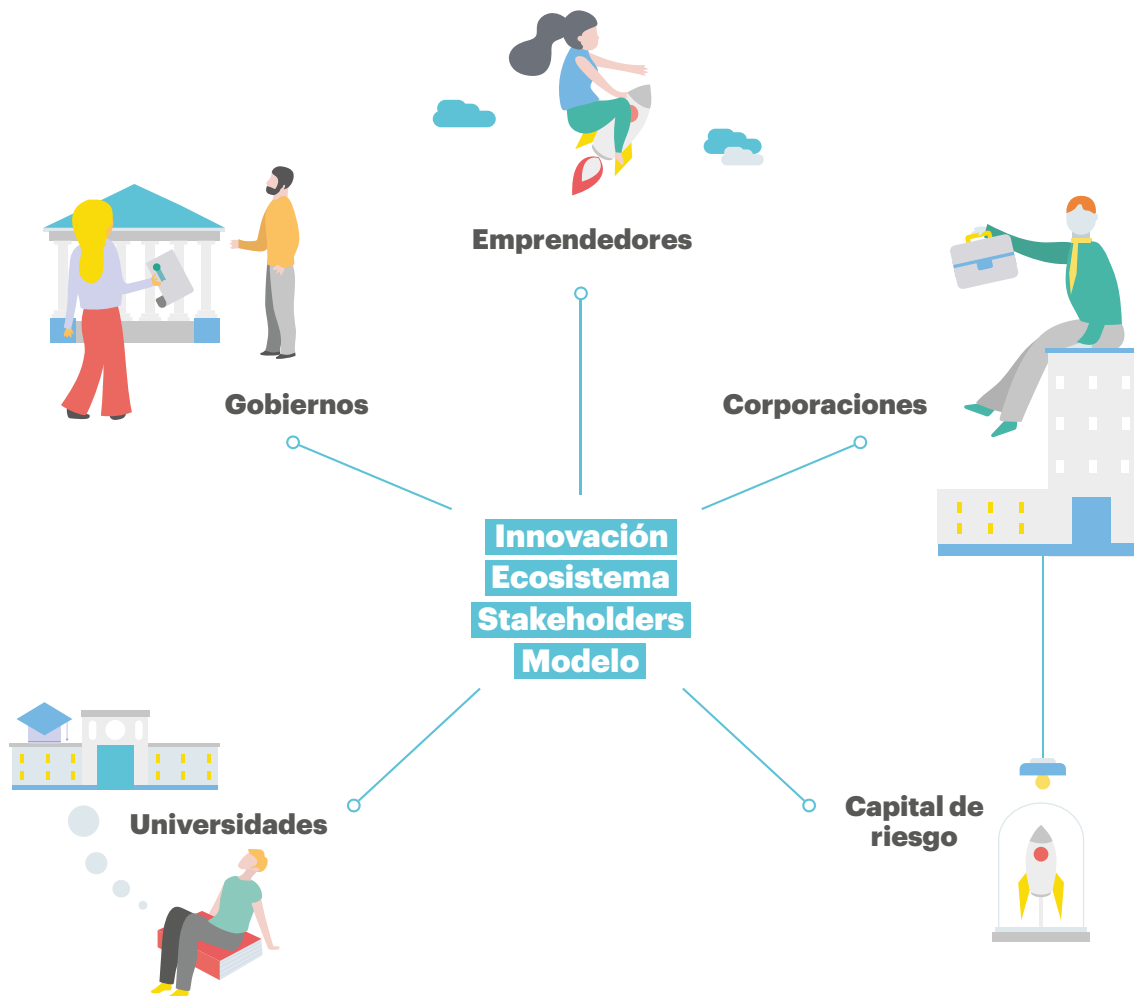 Emprendedores
Gobiernos
Corporaciones
Innovación
Ecosistema
Stakeholders
Modelo
Universidades
Capital de
riesgo